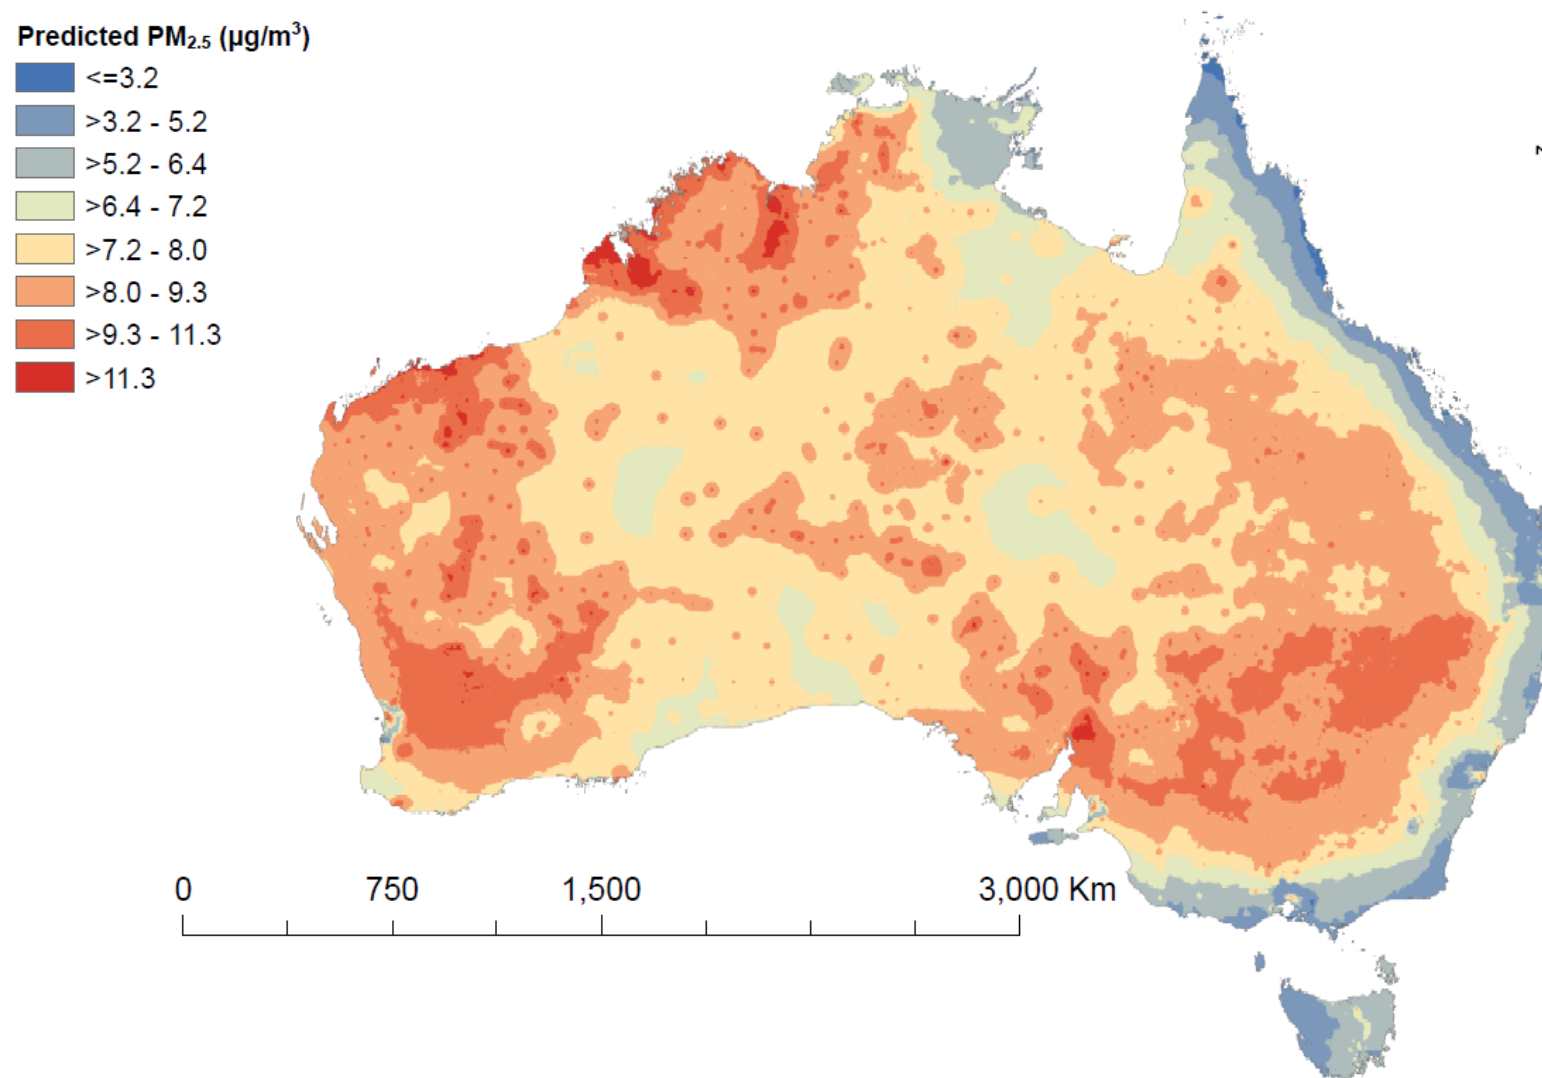 Predicted PM2.5 (µg/m³)
<=3.2
>3.2 - 5.2
>5.2 - 6.4
>6.4 - 7.2
>7.2 - 8.0
>8.0 - 9.3
>9.3 - 11.3
>11.3
0 750 1,500 3,000 Km